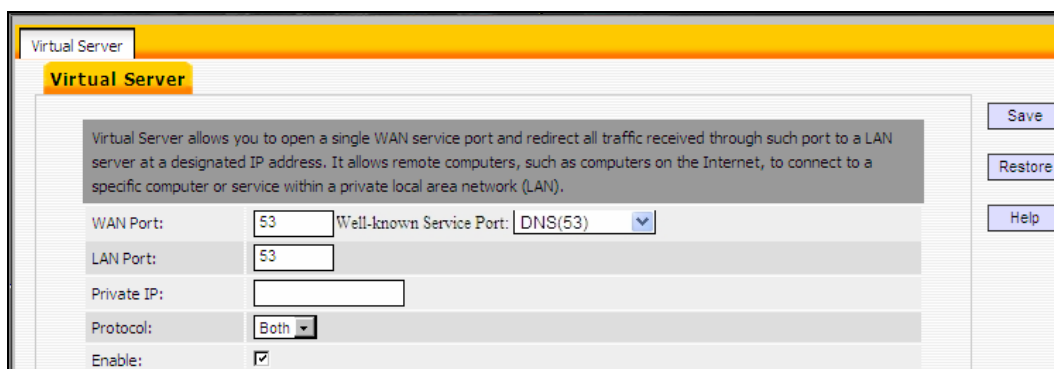 Virtual Server
Virtual Server
Virtual Server allows you to open a single WAN service port and redirect all traffic received through such port to a LAN
server at a designated IP address. It allows remote computers, such as computers on the Internet, to connect to a
specific computer or service within a private local area network (LAN).
WAN Port: 53 Well-known Service Port: DNS(53)
LAN Port: 53
Private IP:
Protocol: Both
Enable:
Save
Restore
Help